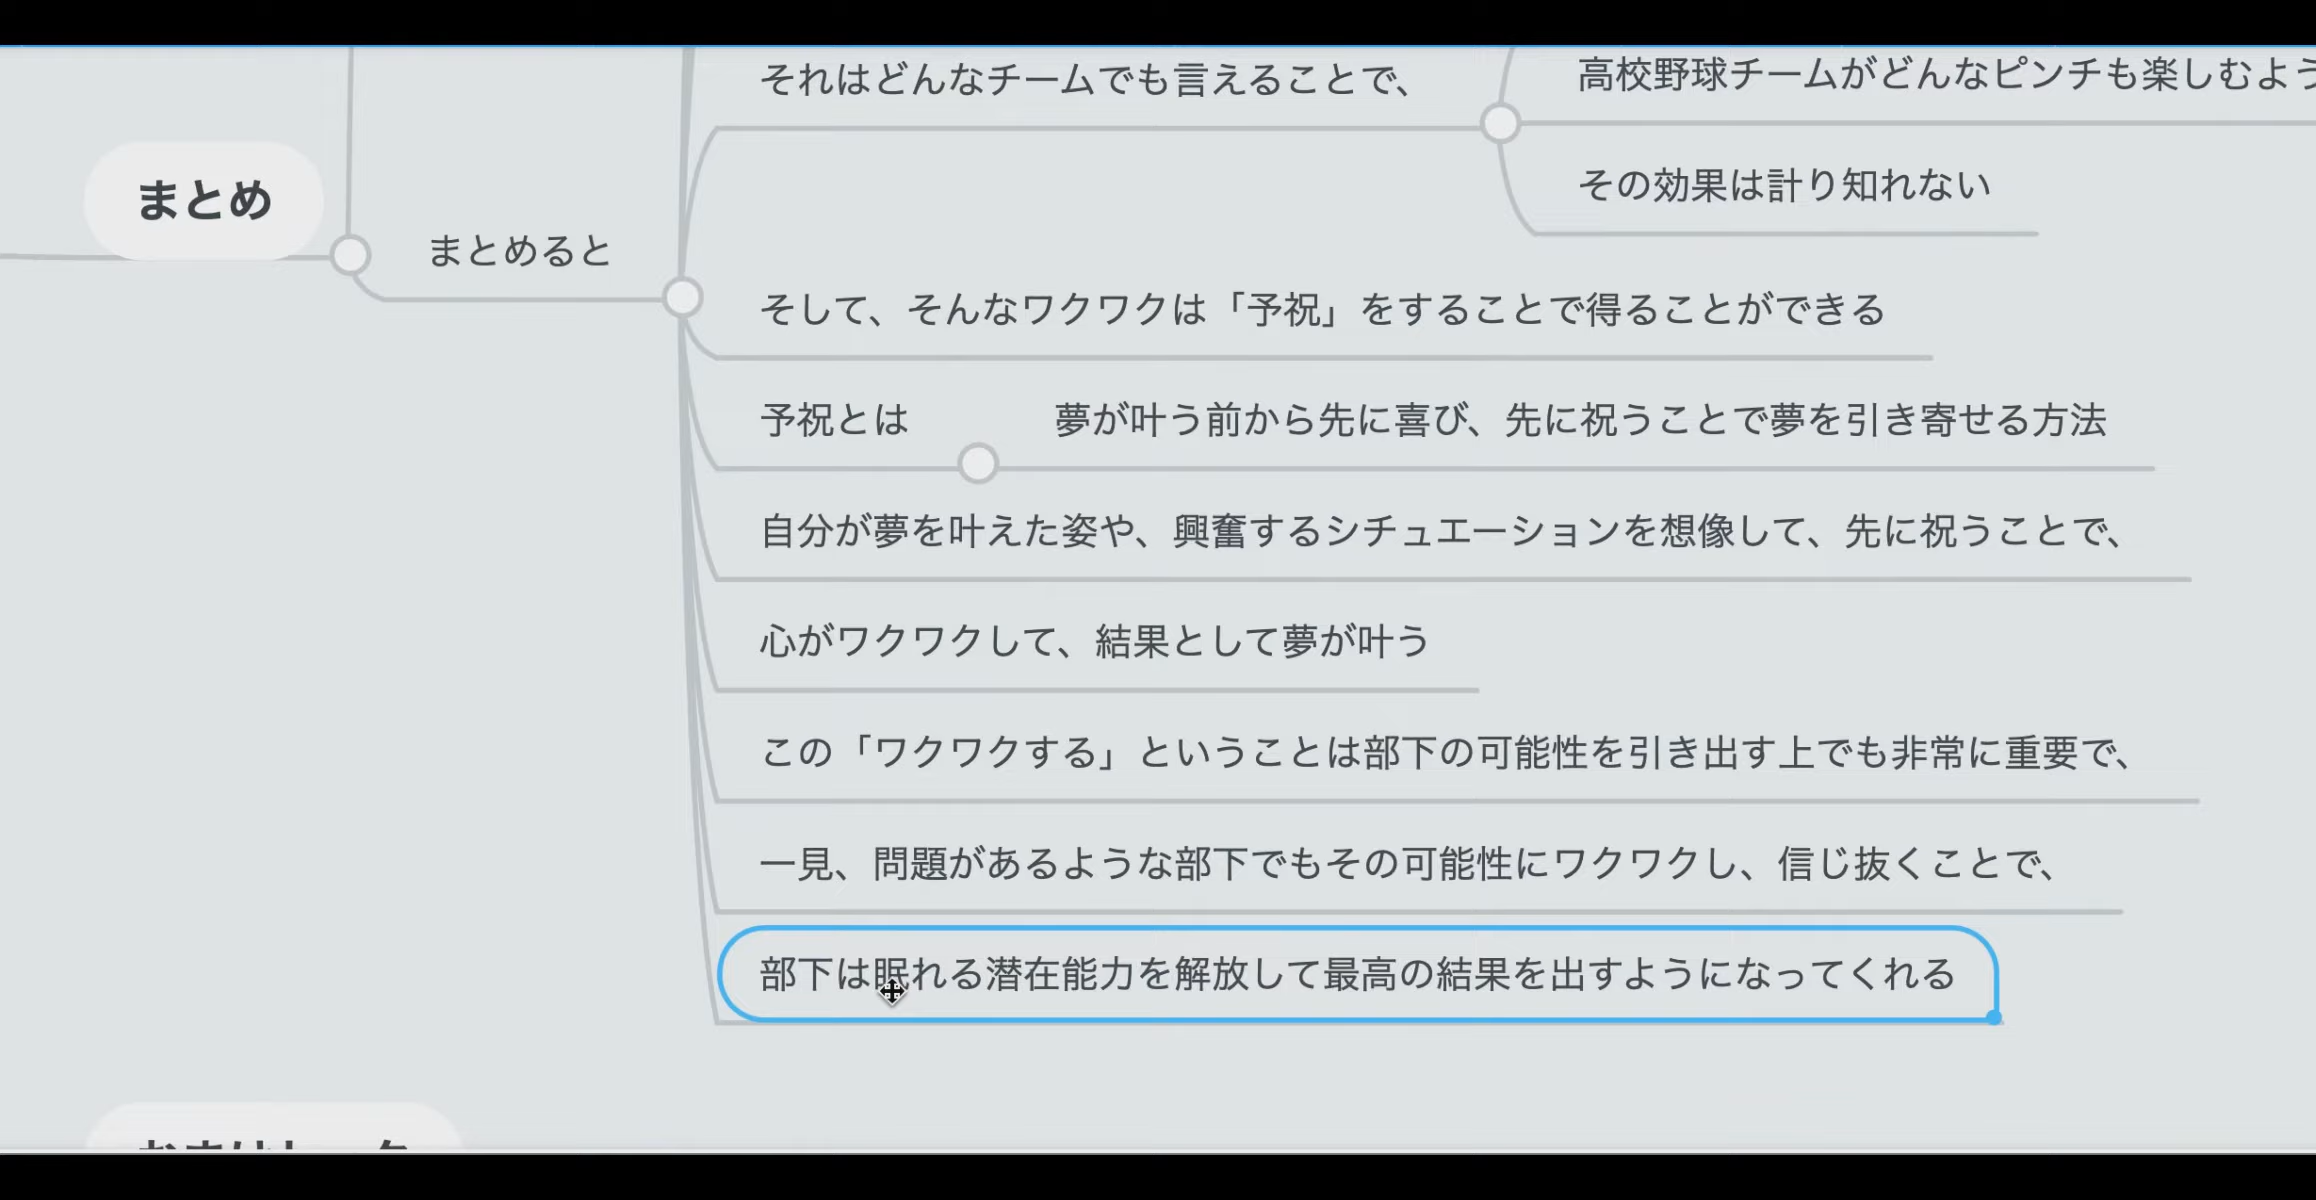 まとめ
まとめると
それはどんなチームでも言えることで、
高校野球チームがどんなピンチも楽しむよう
その効果は計り知れない
そして、そんなワクワクは「予祝」をすることで得ることができる
予祝とは
夢が叶う前から先に喜び、先に祝うことで夢を引き寄せる方法
自分が夢を叶えた姿や、興奮するシチュエーションを想像して、先に祝うことで、
心がワクワクして、結果として夢が叶う
この「ワクワクする」ということは部下の可能性を引き出す上でも非常に重要で、
一見、問題があるような部下でもその可能性にワクワクし、信じ抜くことで、
部下は眠れる潜在能力を解放して最高の結果を出すようになってくれる